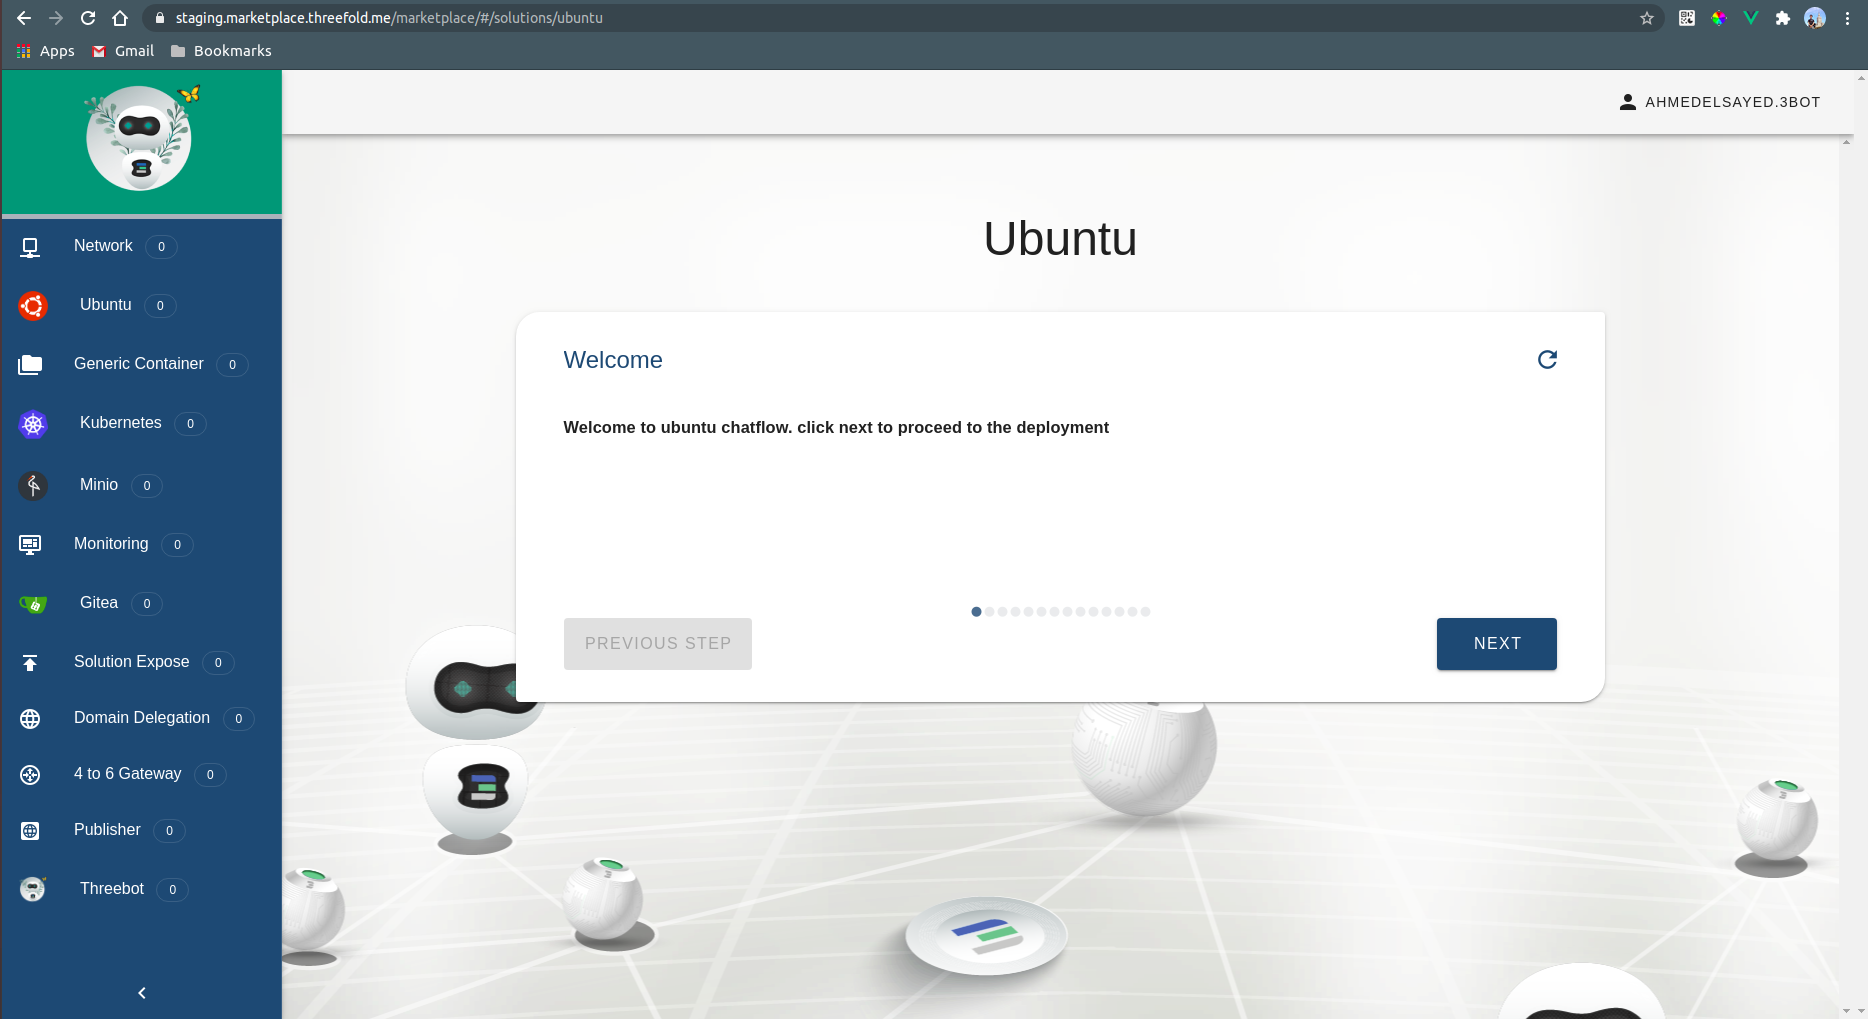 staging.marketplace.threefold.me/marketplace/#/solutions/ubuntu
Apps Gmail Bookmarks
AHMEDELSAYED.3BOT
Network 0
Ubuntu 0
Generic Container 0
Kubernetes 0
Minio 0
Monitoring 0
Gitea 0
Solution Expose 0
Domain Delegation 0
4 to 6 Gateway 0
Publisher 0
Threebot 0
Ubuntu
Welcome
Welcome to ubuntu chatflow. click next to proceed to the deployment
PREVIOUS STEP
NEXT